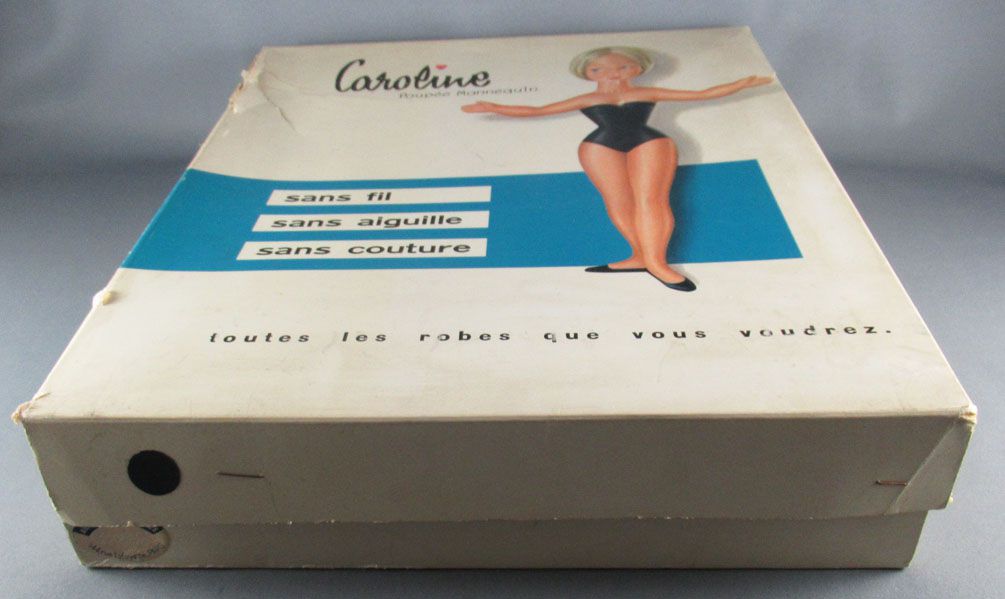 Caroline
Poupée Mannequin
sans fil
sans aiguille
sans couture
toutes les robes que vous voudrez.